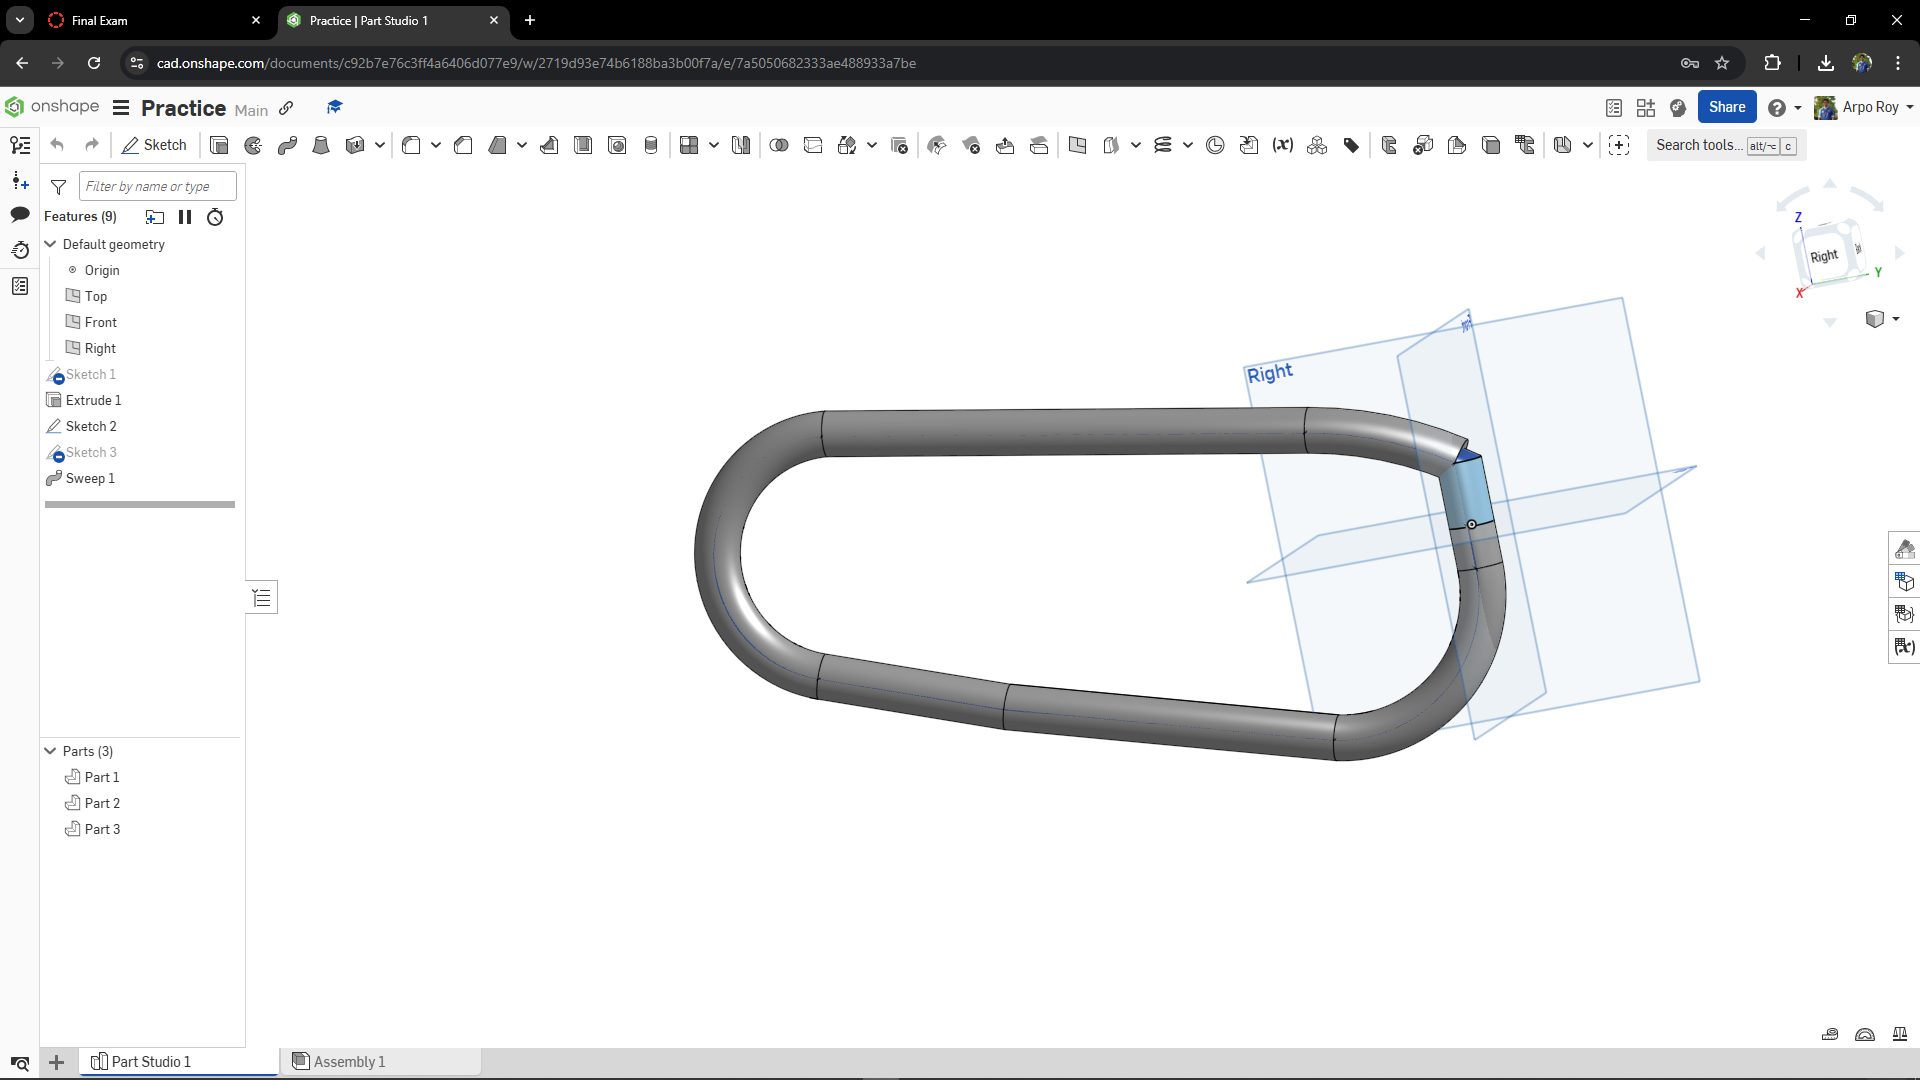 Final Exam
Practice | Part Studio 1
cad.onshape.com/documents/c92b7e76c3ff4a6406d077e9/w/2719d93e74b6188ba3b00f7a/e/7a5050682333ae488933a7be
onshape
Practice Main
Share
Arpo Roy
Sketch
Search tools... alt/⌥ c
Filter by name or type
Features (9)
Default geometry
Origin
Top
Front
Right
Sketch 1
Extrude 1
Sketch 2
Sketch 3
Sweep 1
Parts (3)
Part 1
Part 2
Part 3
Right
Z
Right
Y
X
Part Studio 1
Assembly 1